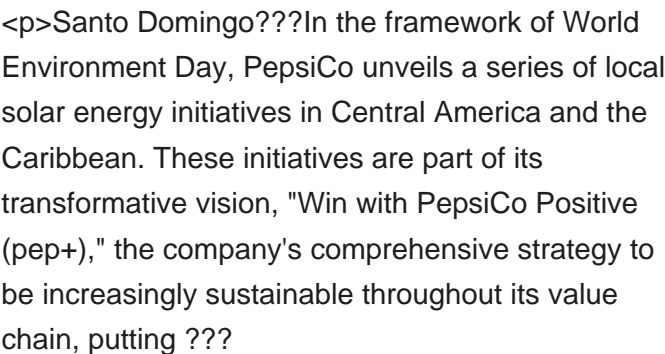 <p>Santo Domingo???In the framework of World
Environment Day, PepsiCo unveils a series of local
solar energy initiatives in Central America and the
Caribbean. These initiatives are part of its
transformative vision, "Win with PepsiCo Positive
(pep+)," the company's comprehensive strategy to
be increasingly sustainable throughout its value
chain, putting ???